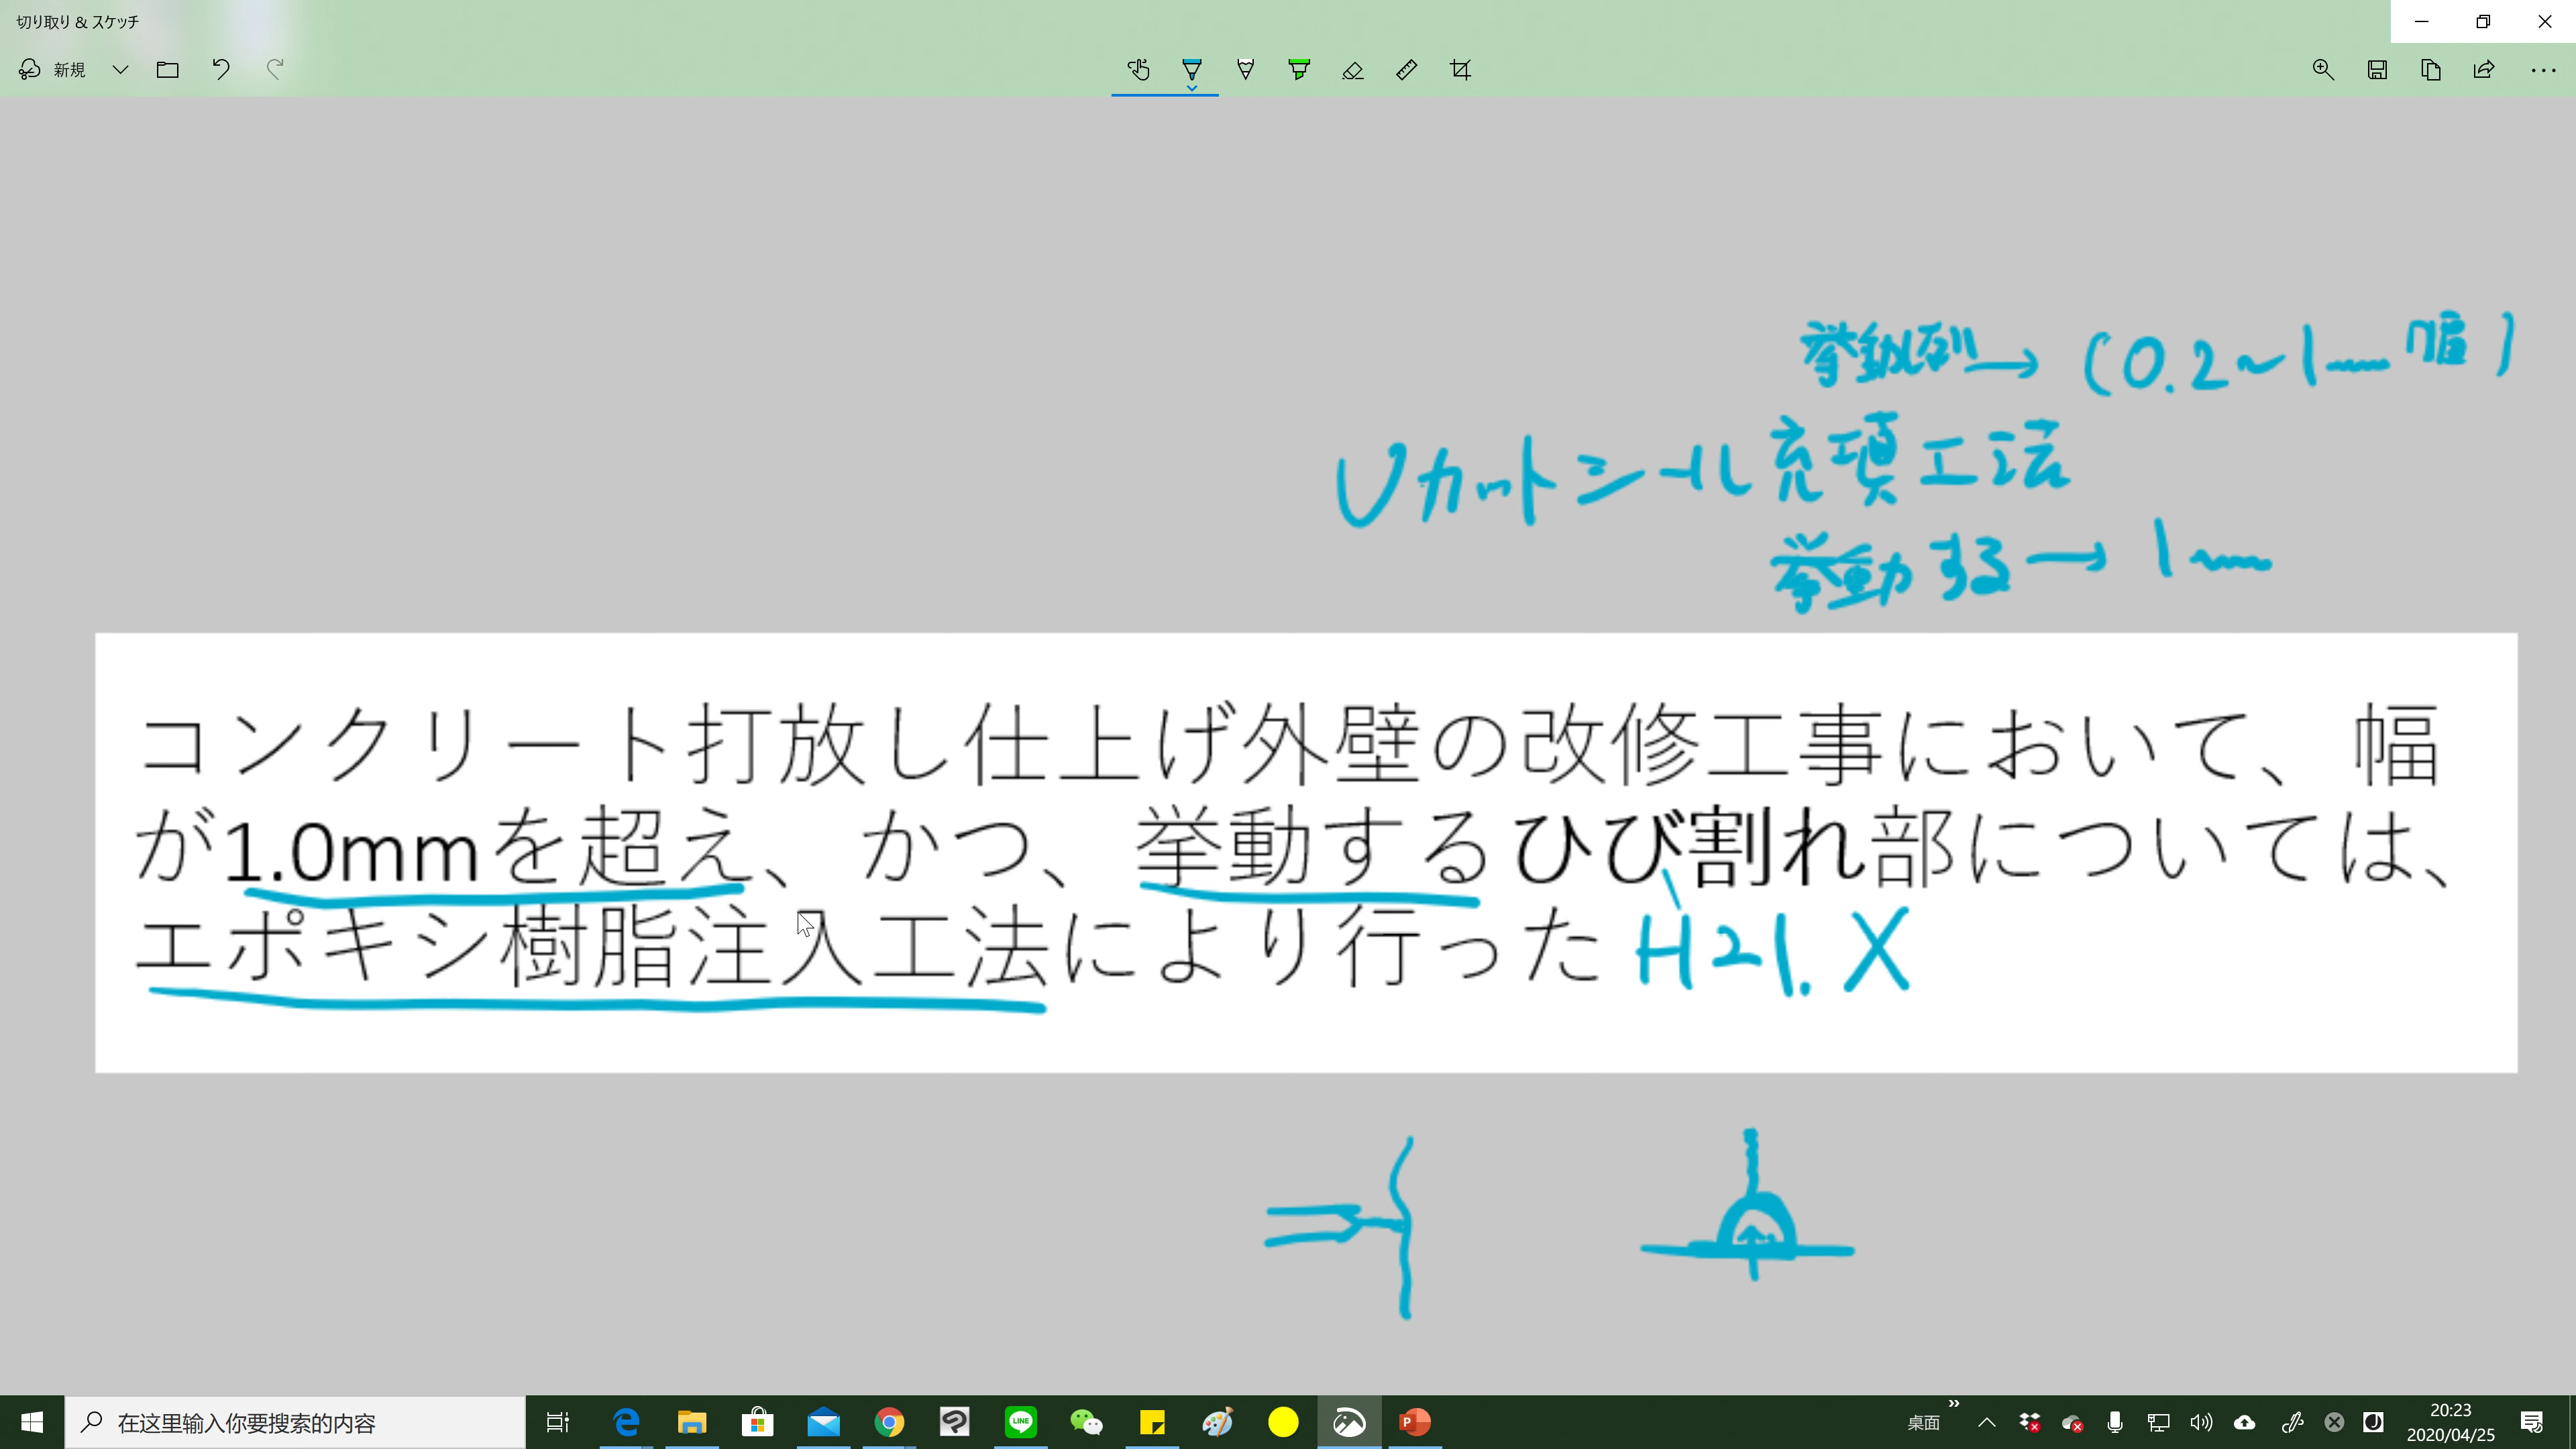 切り取り & スケッチ
新規
挙動 → (0.2~1mm幅)
Uカットシール充填工法
挙動する → 1mm
コンクリート打放し仕上げ外壁の改修工事において、幅
が1.0mmを超え、かつ、挙動するひび割れ部については、
エポキシ樹脂注入工法により行った H21. X
在这里输入你要搜索的内容
LINE
P
桌面
20:23
2020/04/25